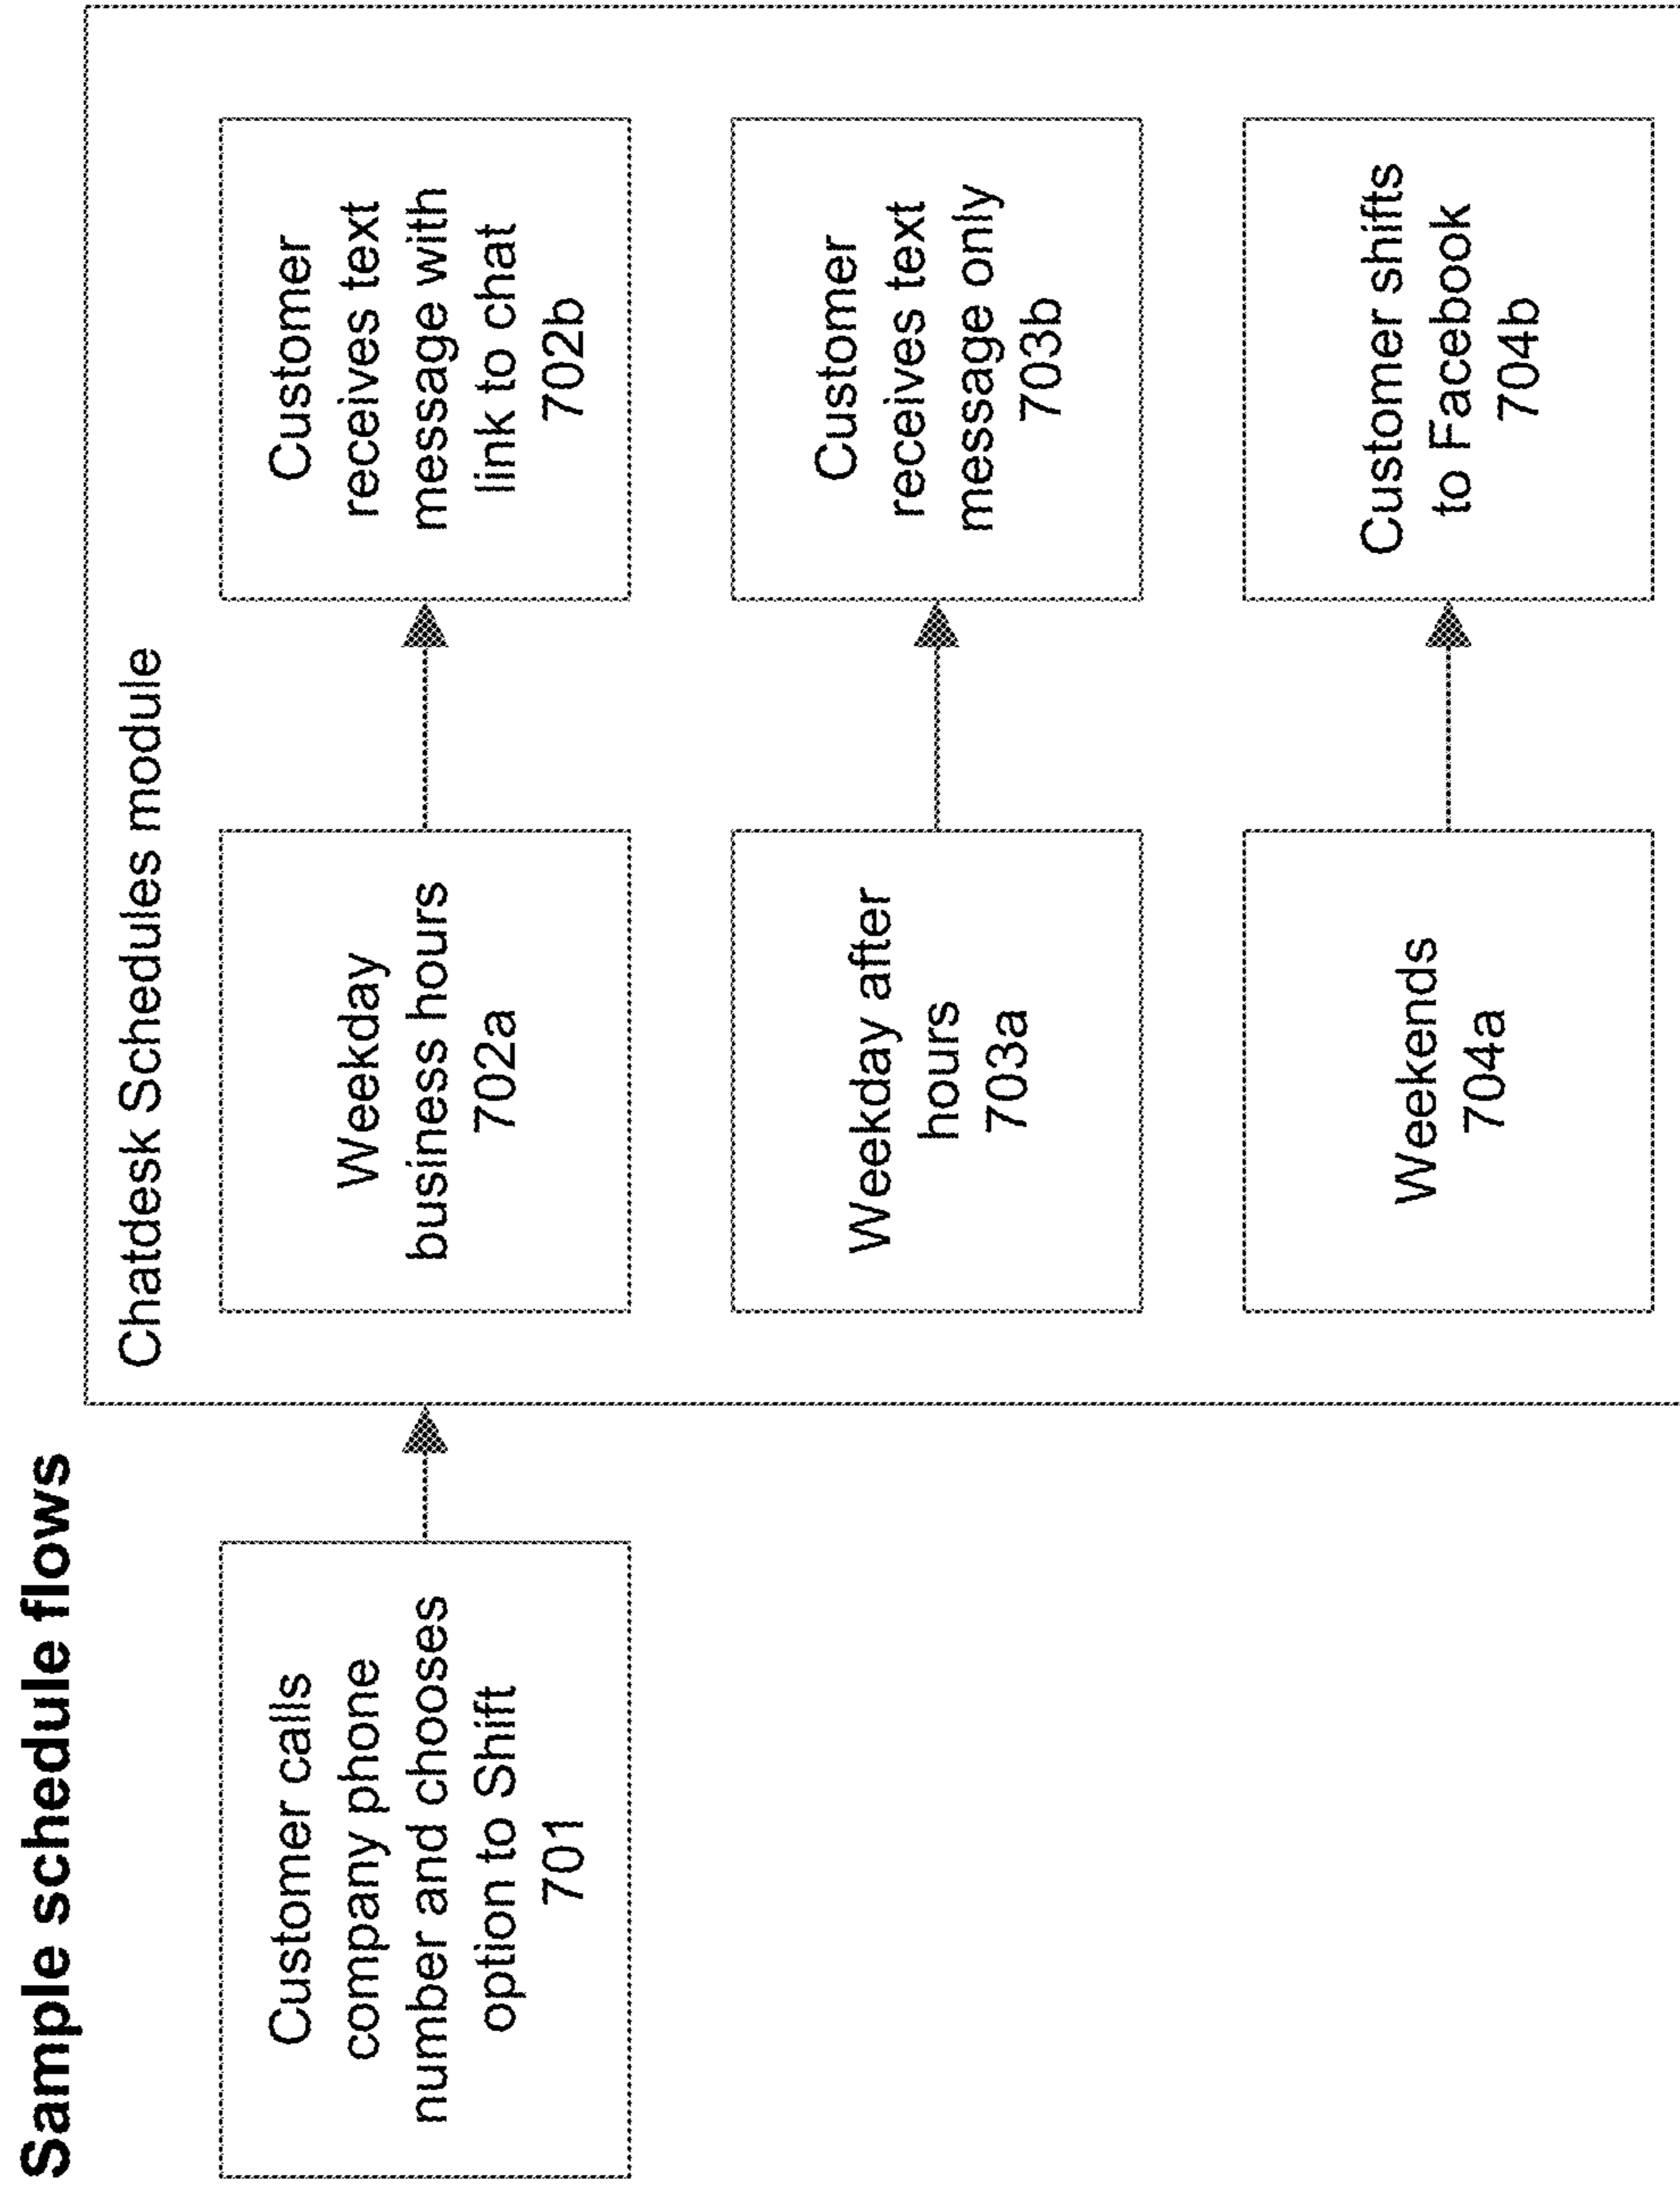 Sample schedule flows
Customer calls
company phone
number and chooses
option to Shift
701
Chatdesk Schedules module
Weekday
business hours
702a
Customer
receives text
message with
link to chat
702b
Weekday after
hours
703a
Customer
receives text
message only
703b
Weekends
704a
Customer shifts
to Facebook
704b